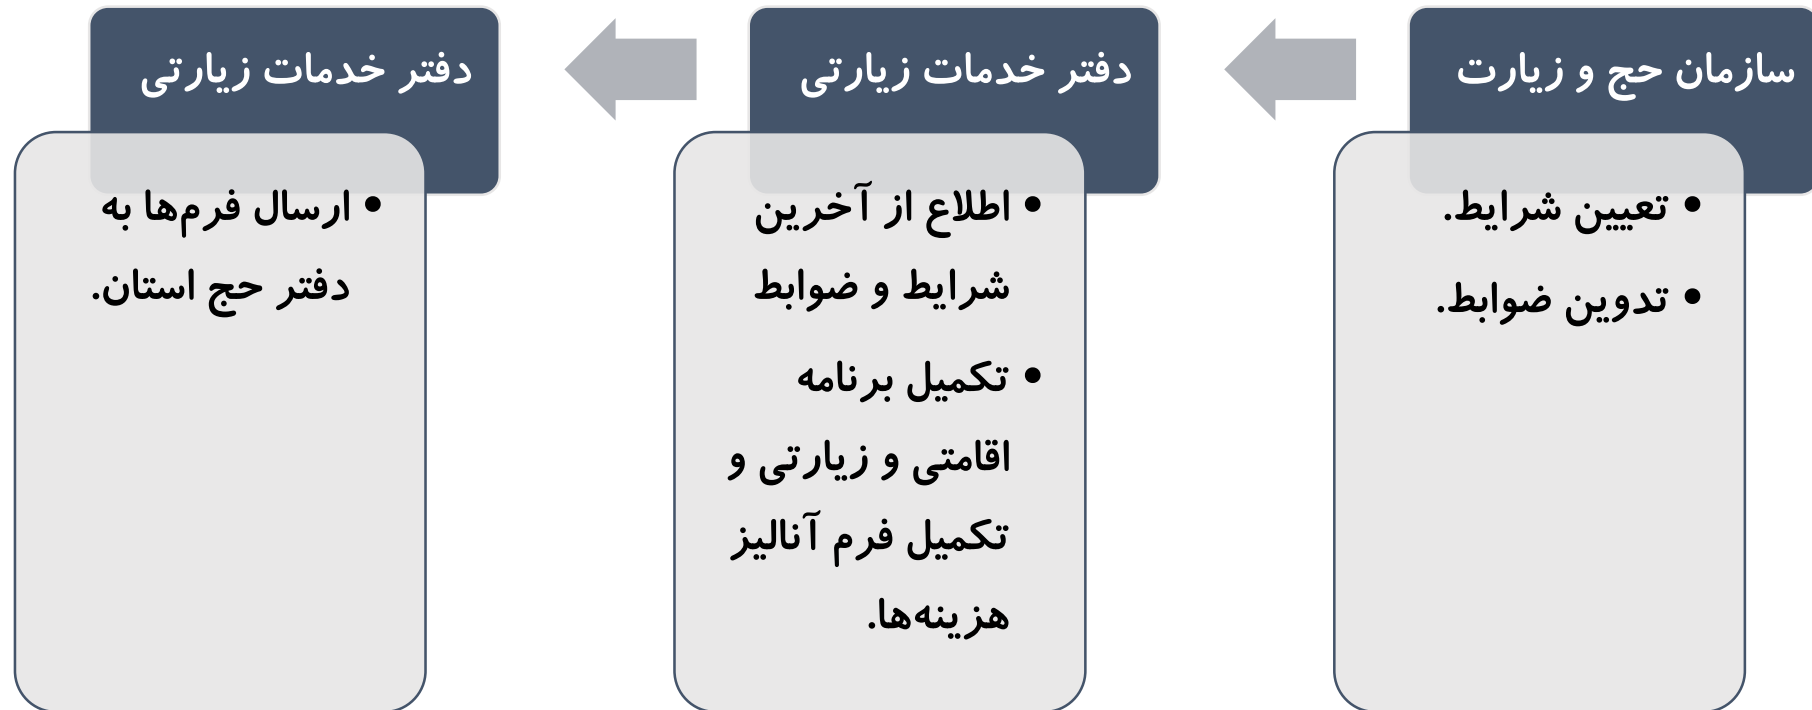 سازمان حج و زیارت
• تعیین شرایط.
• تدوین ضوابط.
دفتر خدمات زیارتی
• اطلاع از آخرین
شرایط و ضوابط
• تکمیل برنامه
اقامتی و زیارتی و
تکمیل فرم آنالیز
هزینه‌ها.
دفتر خدمات زیارتی
• ارسال فرم‌ها به
دفتر حج استان.